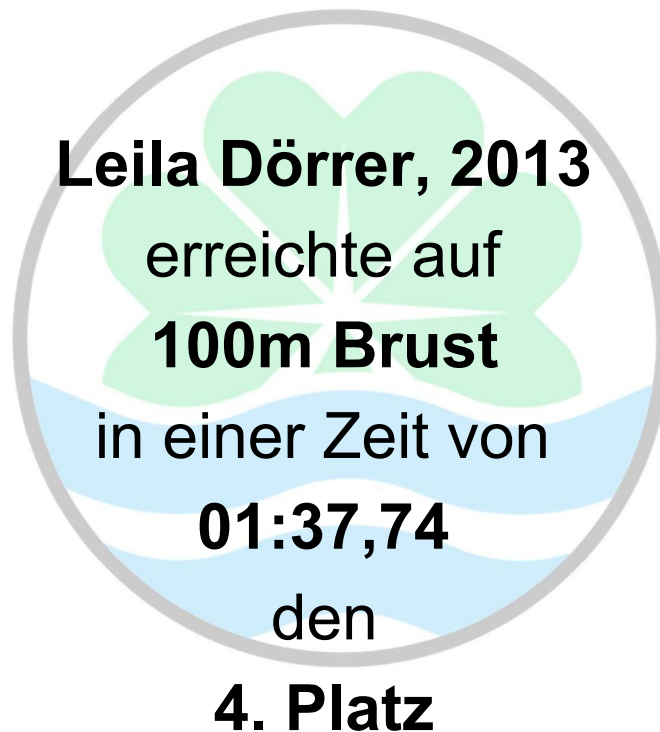 Leila Dörrer, 2013
erreichte auf
100m Brust
in einer Zeit von
01:37,74
den
4. Platz